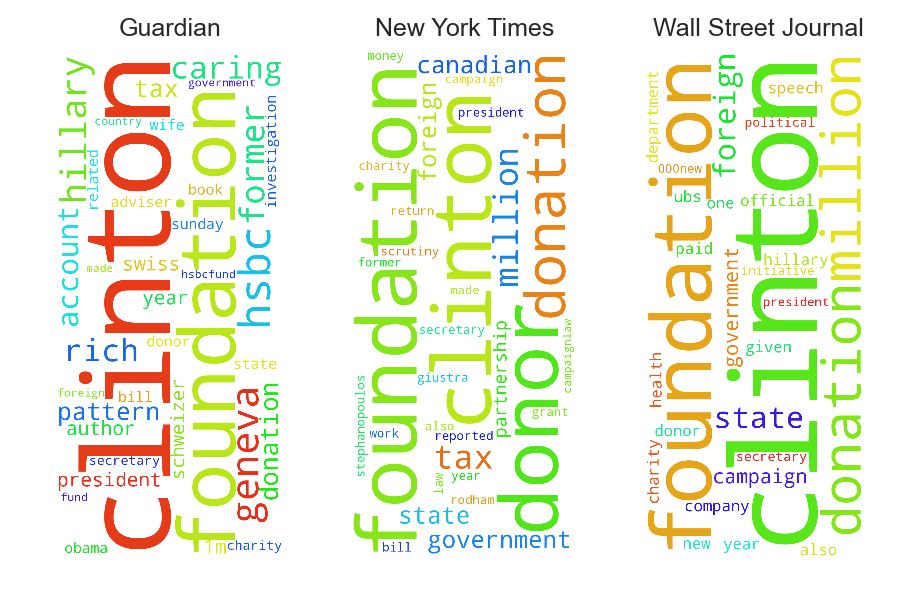 Guardian
clinton
foundation
hillary
caring
tax
government
country
wife
related
former
investigation
book
adviser
sunday
account
made
swiss
hsbcfund
hsbc
year
rich
donor
state
foreign
bill
pattern
author
schweizer
geneva
donation
secretary
president
fund
obama
1m
charity
New York Times
money
canadian
campaign
foundation
clinton
foreign
president
donation
charity
million
return
scrutiny
former
made
secretary
giustra
partnership
campaignlaw
donor
stephanopoulos
also
grant
work
reported
tax
law
year
rodham
state
bill
government
Wall Street Journal
department
foundation
foreign
clinton
speech
million
political
000new
ubs
one
official
paid
hillary
initiative
government
president
given
donation
health
state
donor
charity
secretary
campaign
company
new
year
also